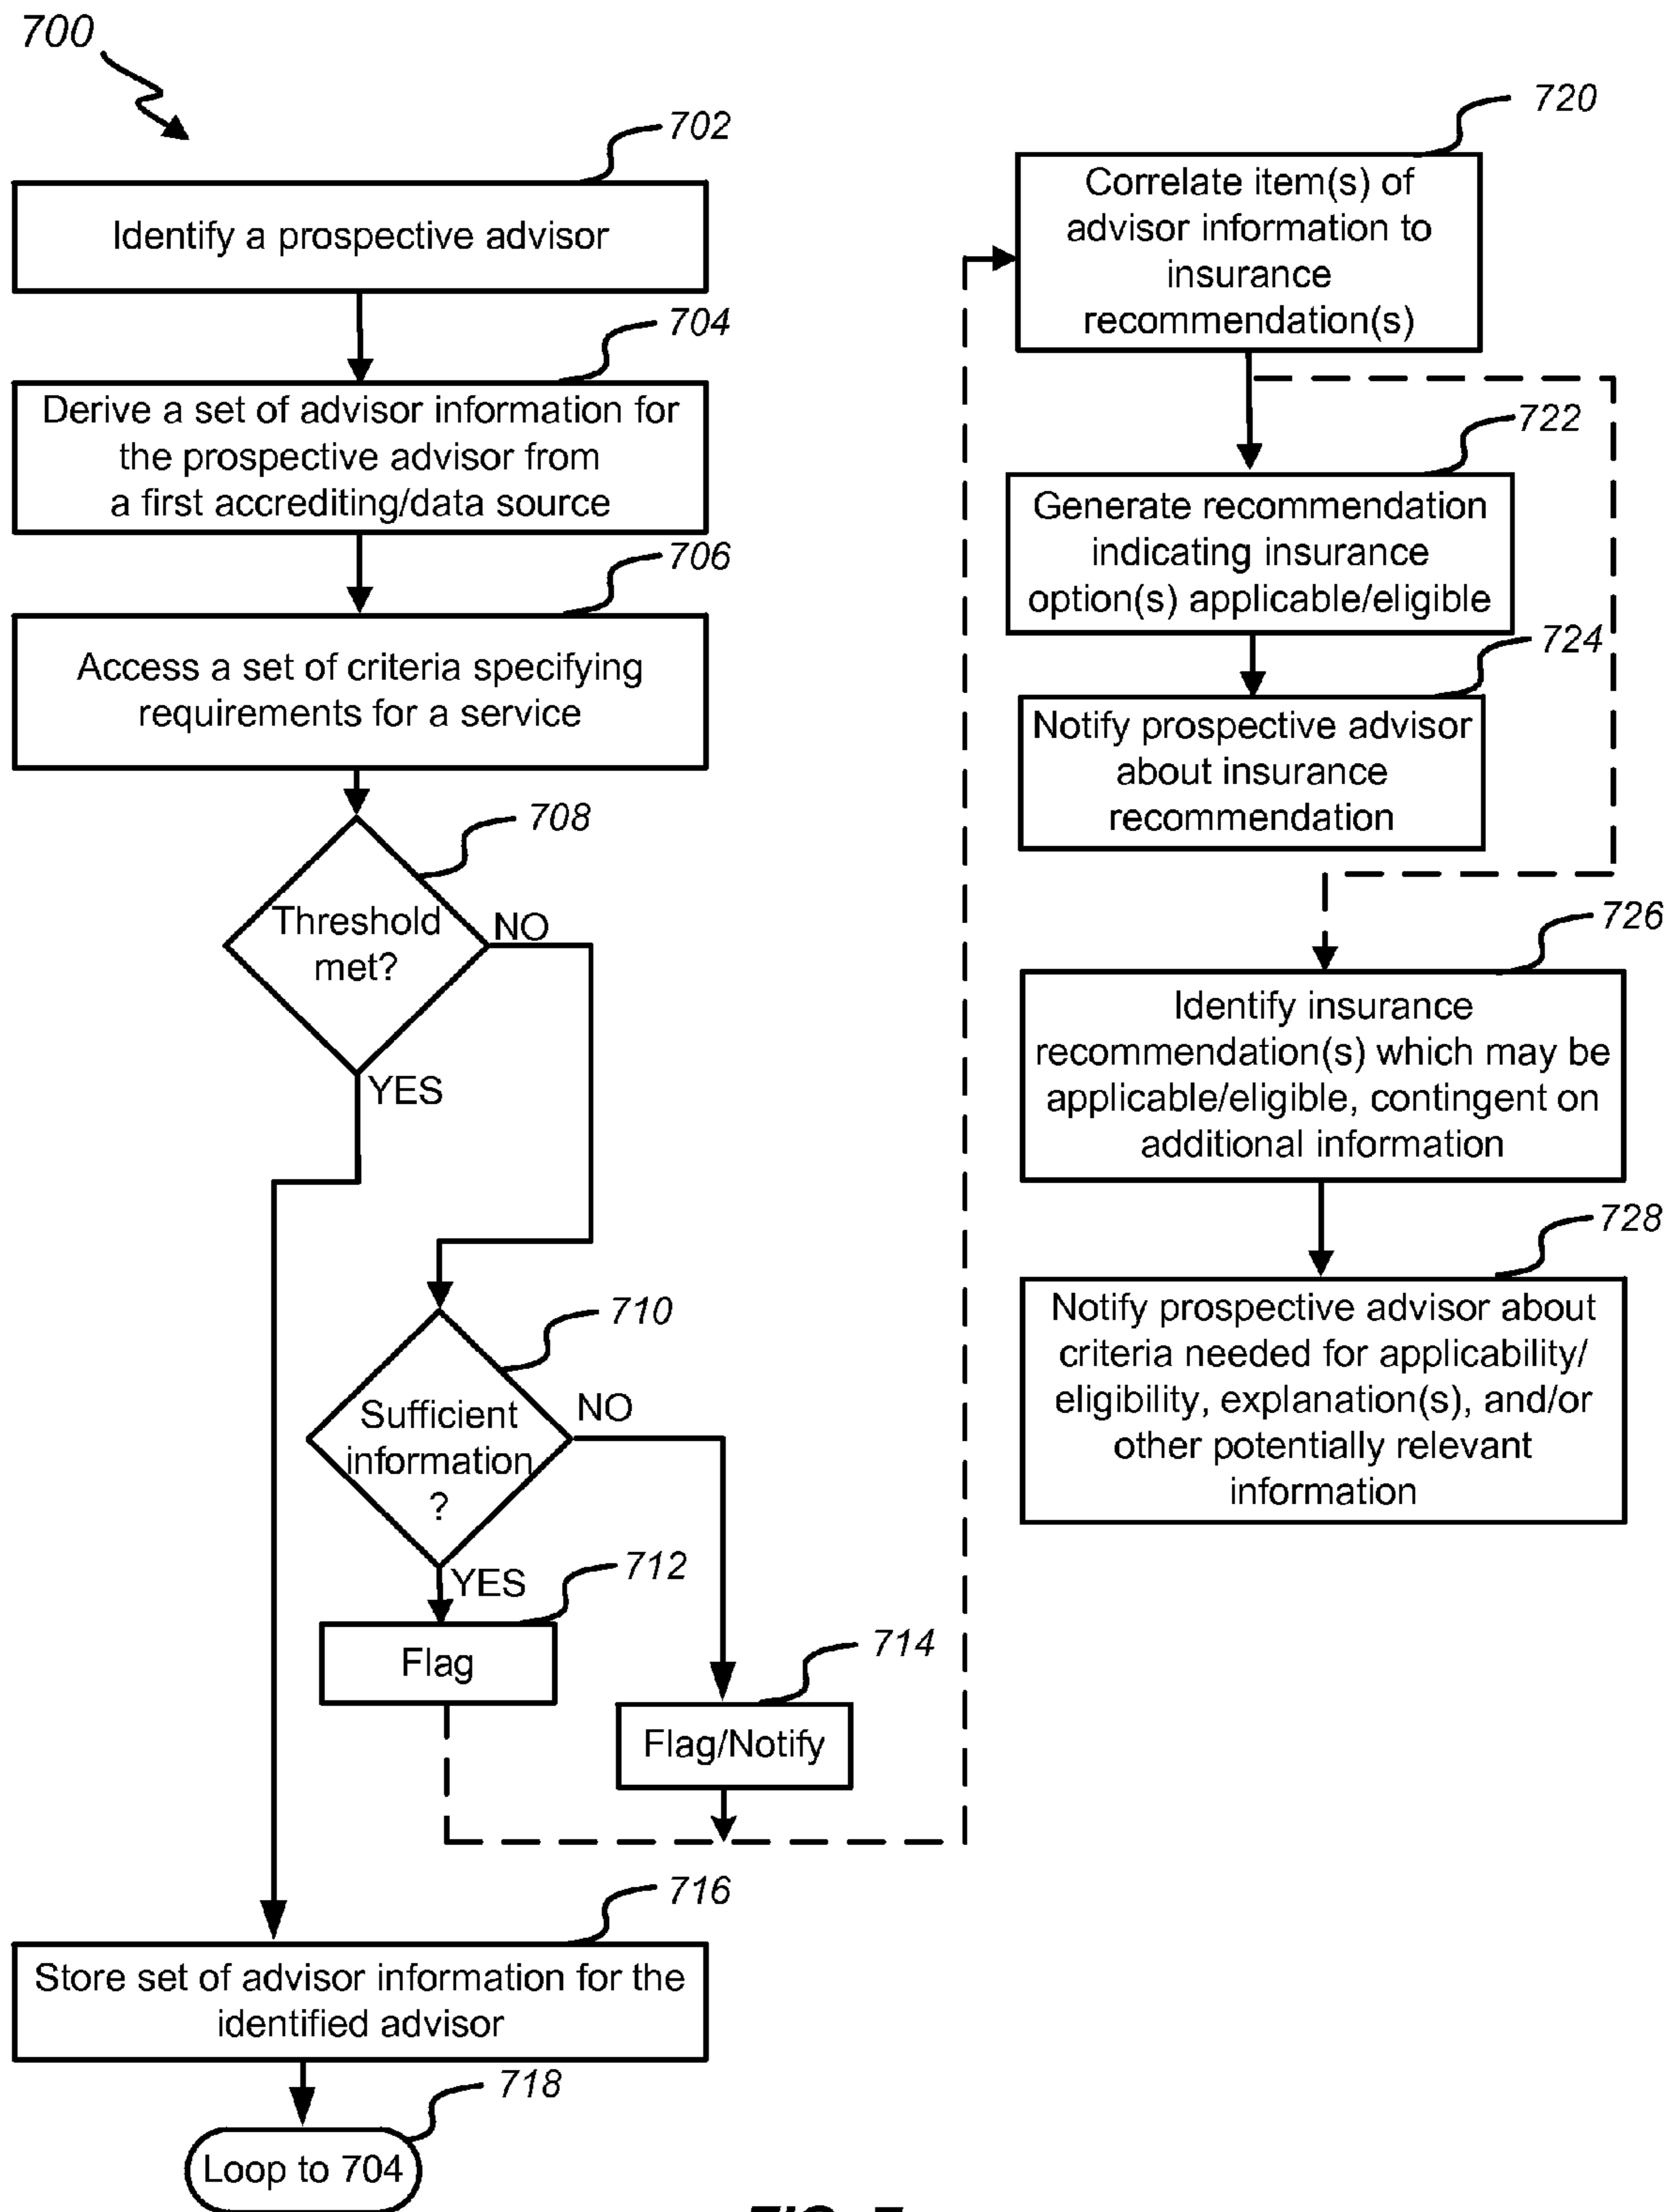 700
702
Identify a prospective advisor
704
Derive a set of advisor information for
the prospective advisor from
a first accrediting/data source
706
Access a set of criteria specifying
requirements for a service
708
Threshold
met?
NO
YES
710
Sufficient
information
?
NO
YES
712
Flag
714
Flag/Notify
716
Store set of advisor information for the
identified advisor
718
Loop to 704
720
Correlate item(s) of
advisor information to
insurance
recommendation(s)
722
Generate recommendation
indicating insurance
option(s) applicable/eligible
724
Notify prospective advisor
about insurance
recommendation
726
Identify insurance
recommendation(s) which may be
applicable/eligible, contingent on
additional information
728
Notify prospective advisor about
criteria needed for applicability/
eligibility, explanation(s), and/or
other potentially relevant
information